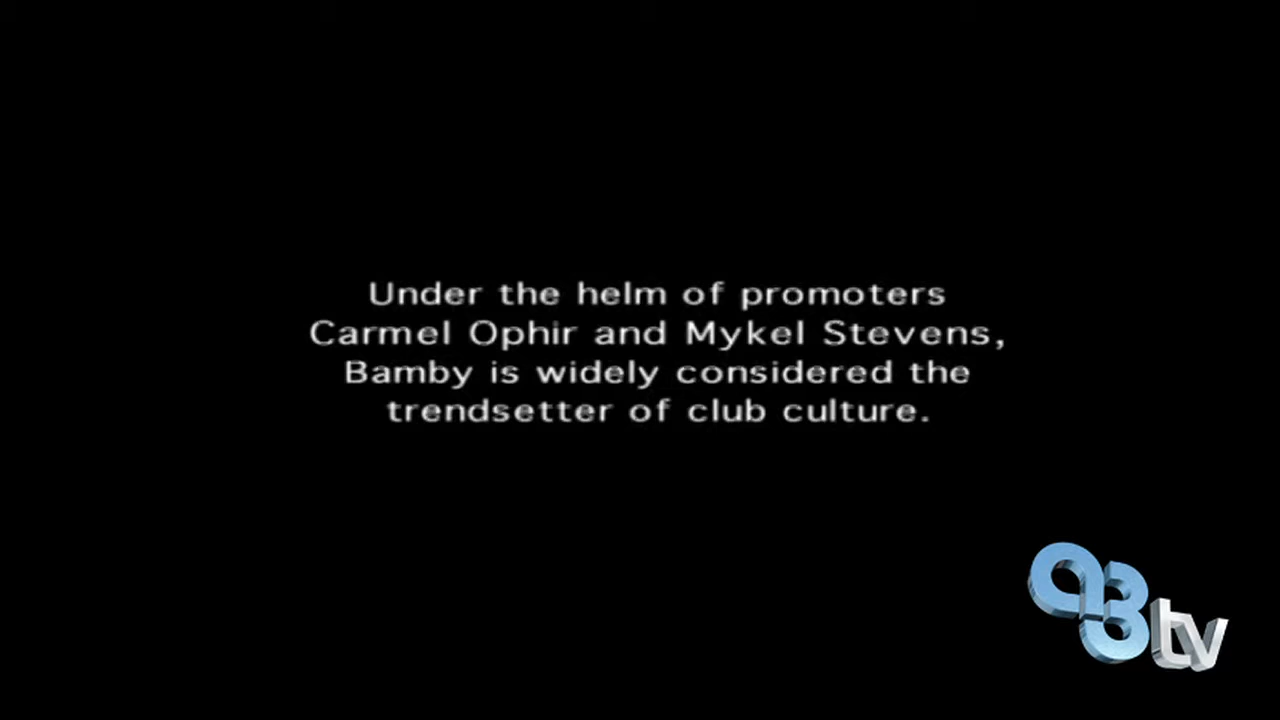 Under the helm of promoters
Carmel Ophir and Mykel Stevens,
Bamby is widely considered the
trendsetter of club culture.
tv